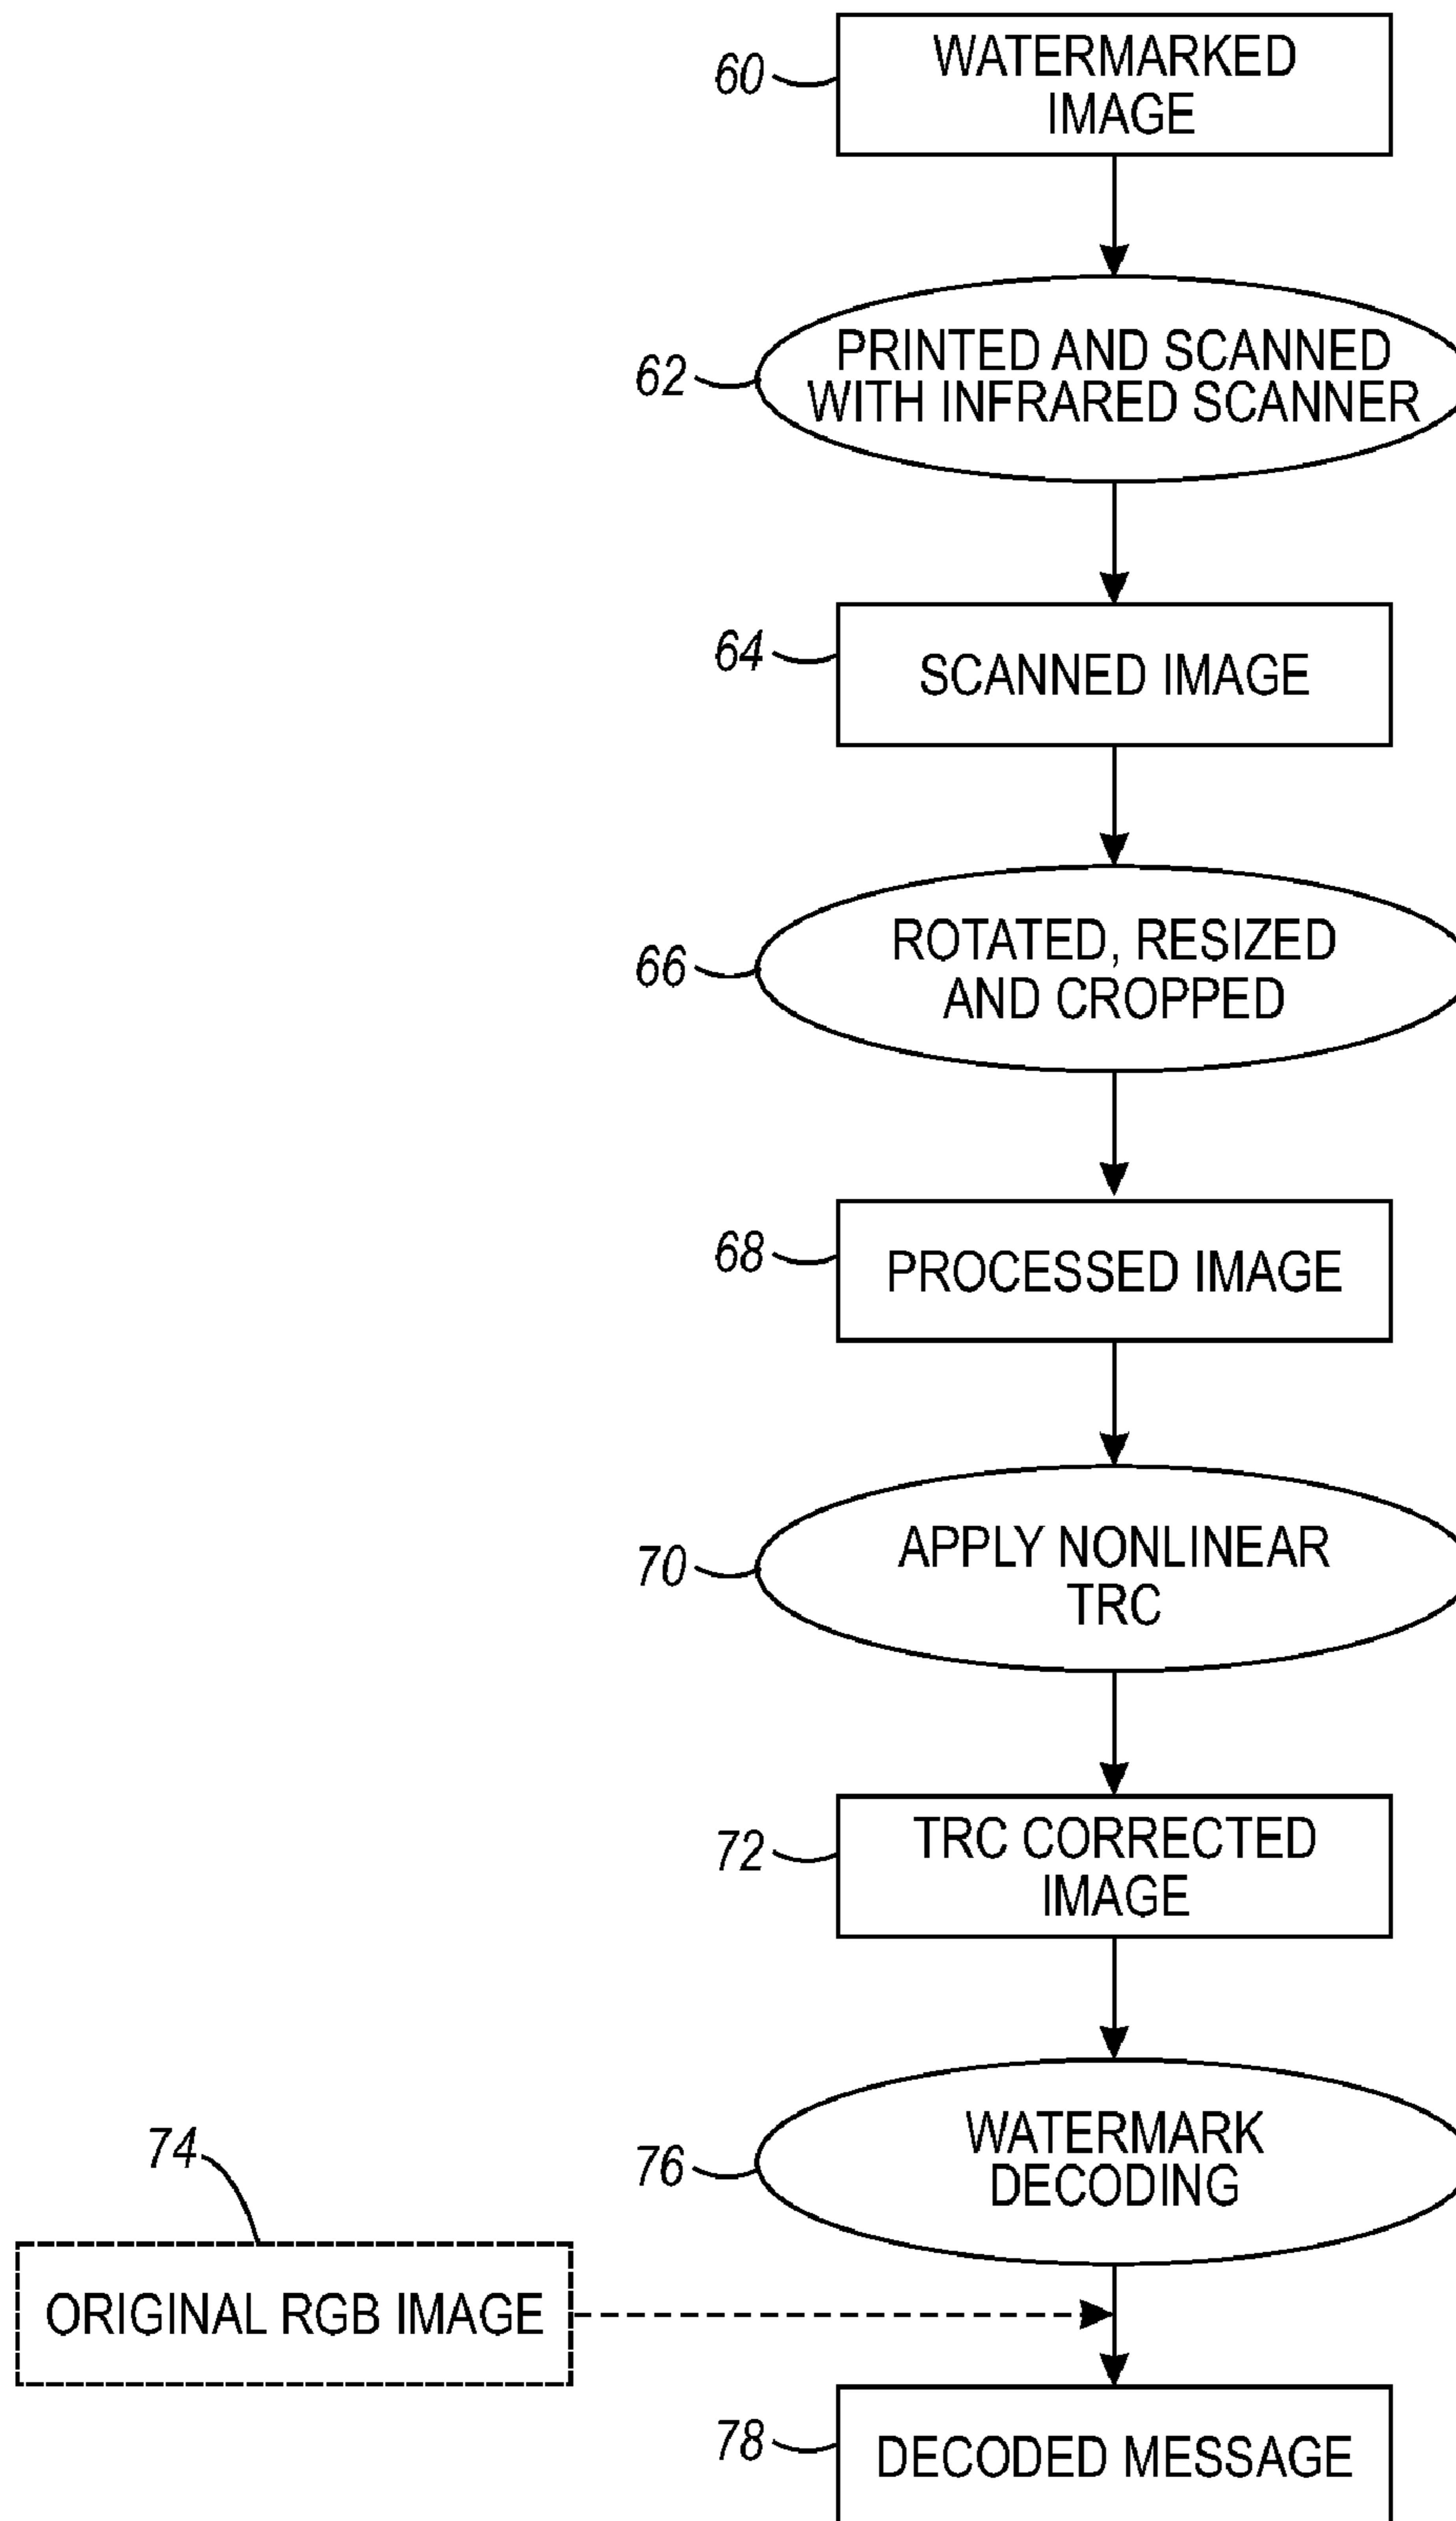 60
WATERMARKED
IMAGE
62
PRINTED AND SCANNED
WITH INFRARED SCANNER
64
SCANNED IMAGE
66
ROTATED, RESIZED
AND CROPPED
68
PROCESSED IMAGE
70
APPLY NONLINEAR
TRC
72
TRC CORRECTED
IMAGE
74
76
WATERMARK
DECODING
ORIGINAL RGB IMAGE
78
DECODED MESSAGE